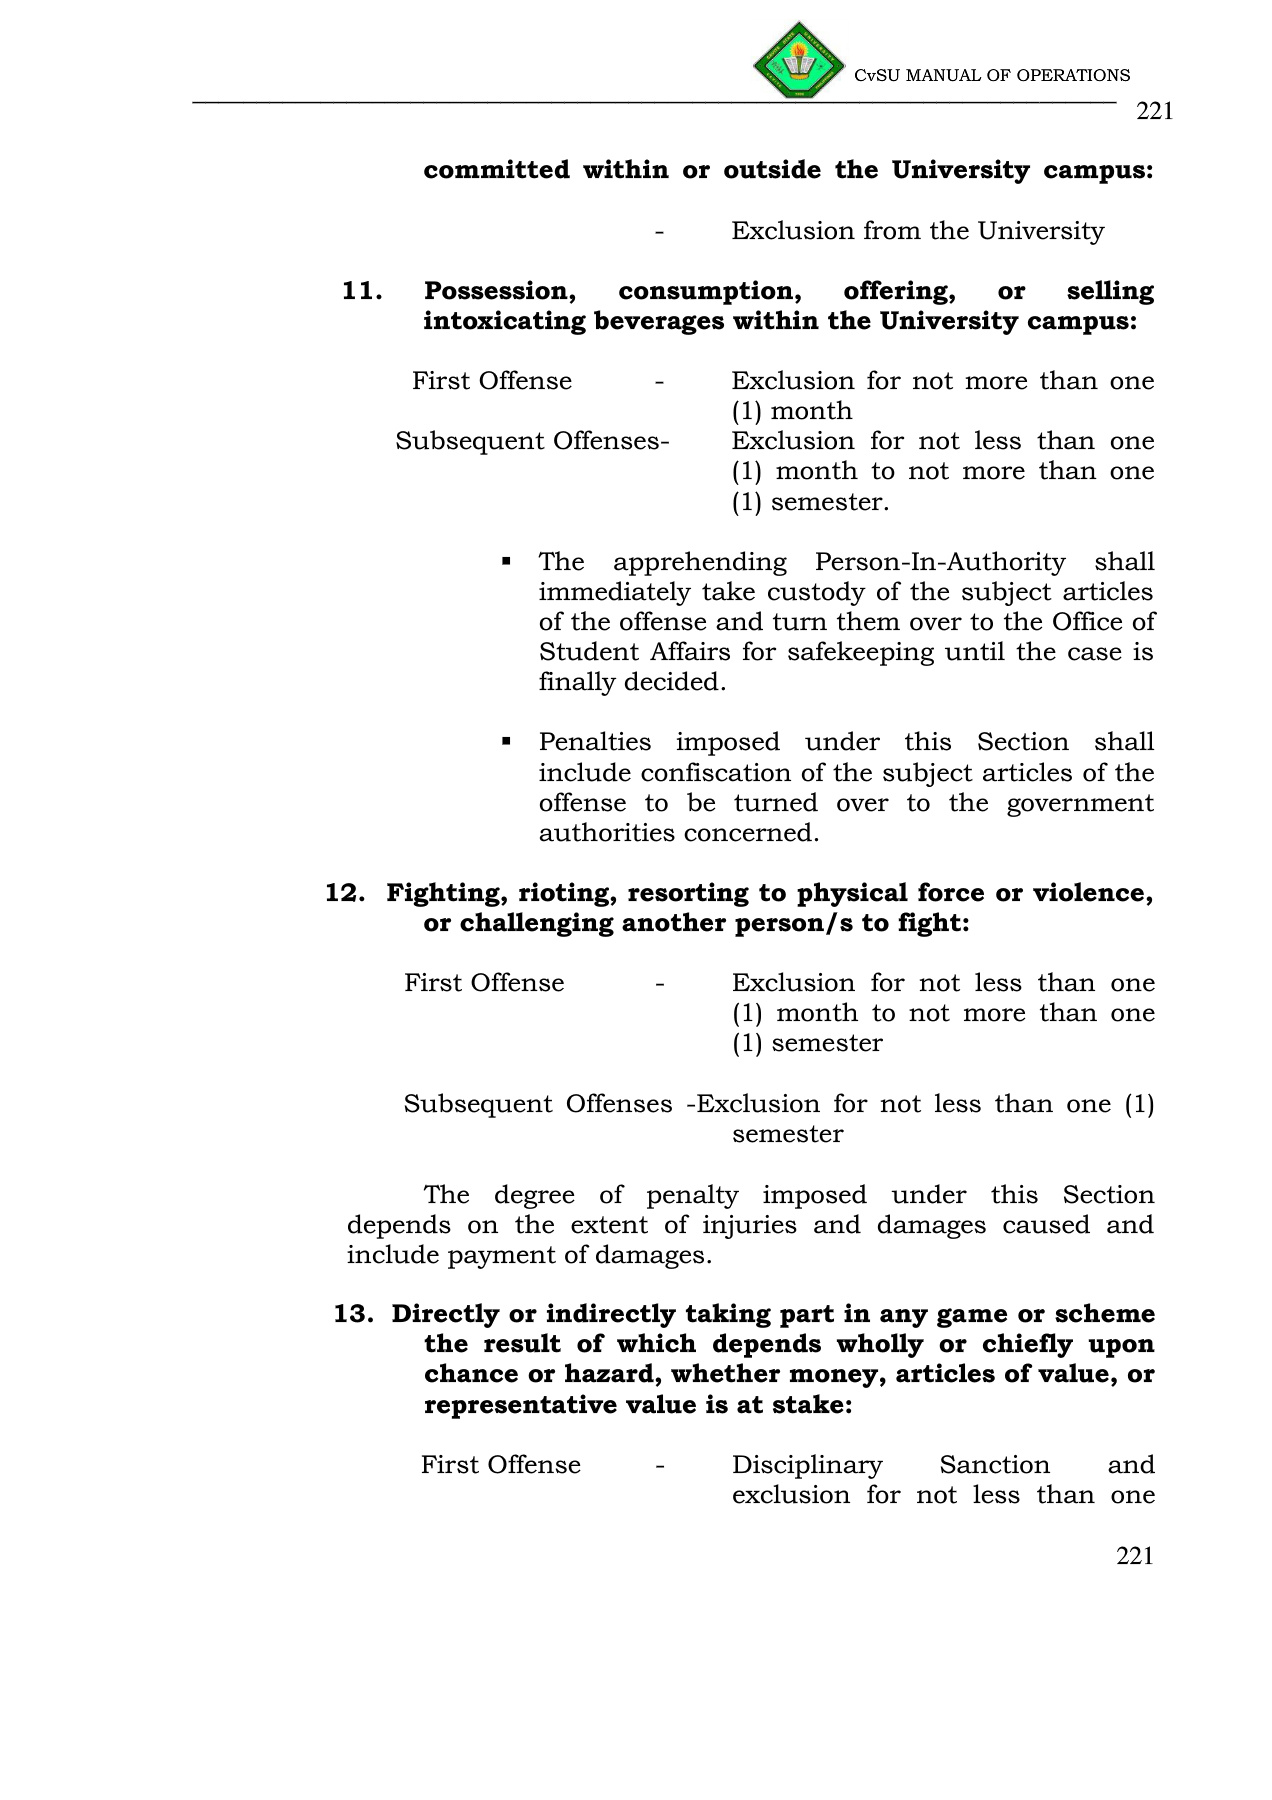 CvSU MANUAL OF OPERATIONS
221
committed within or outside the University campus:
- Exclusion from the University
11. Possession, consumption, offering, or selling
intoxicating beverages within the University campus:
First Offense - Exclusion for not more than one
(1) month
Subsequent Offenses- Exclusion for not less than one
(1) month to not more than one
(1) semester.
▪ The apprehending Person-In-Authority shall
immediately take custody of the subject articles
of the offense and turn them over to the Office of
Student Affairs for safekeeping until the case is
finally decided.
▪ Penalties imposed under this Section shall
include confiscation of the subject articles of the
offense to be turned over to the government
authorities concerned.
12. Fighting, rioting, resorting to physical force or violence,
or challenging another person/s to fight:
First Offense - Exclusion for not less than one
(1) month to not more than one
(1) semester
Subsequent Offenses -Exclusion for not less than one (1)
semester
The degree of penalty imposed under this Section
depends on the extent of injuries and damages caused and
include payment of damages.
13. Directly or indirectly taking part in any game or scheme
the result of which depends wholly or chiefly upon
chance or hazard, whether money, articles of value, or
representative value is at stake:
First Offense - Disciplinary Sanction and
exclusion for not less than one
221